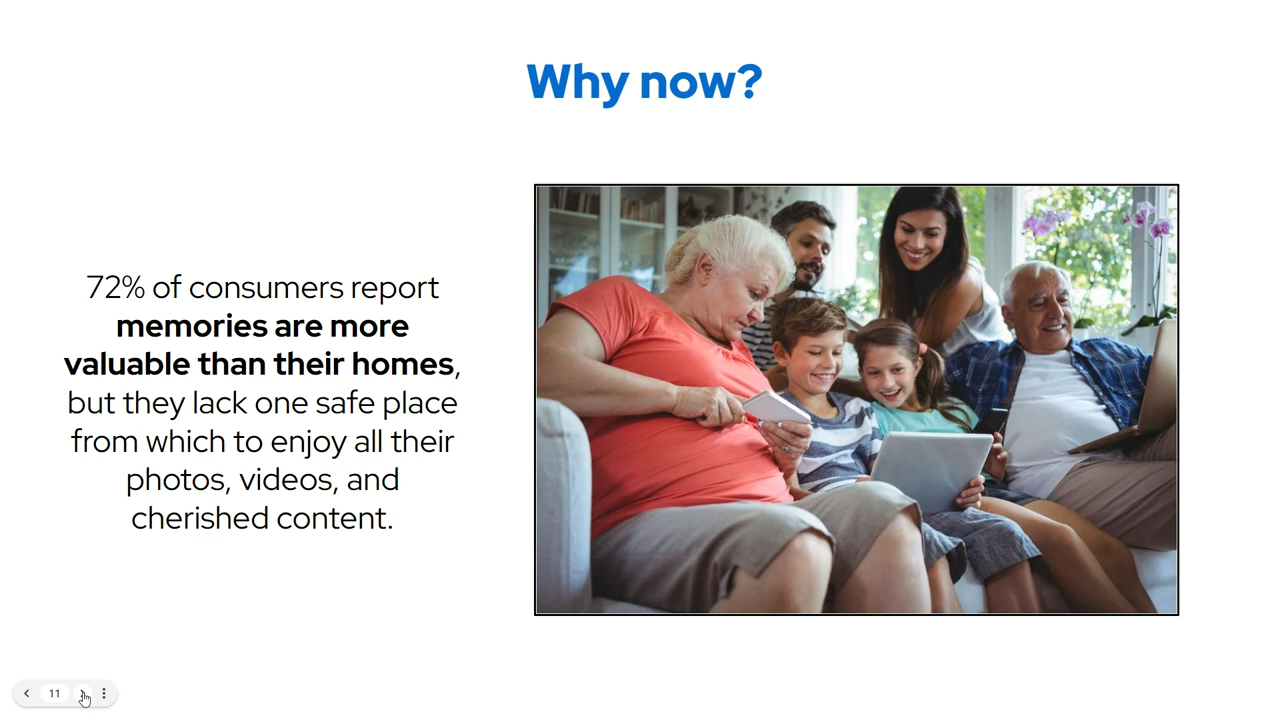 Why now?
72% of consumers report
memories are more
valuable than their homes,
but they lack one safe place
from which to enjoy all their
photos, videos, and
cherished content.
11